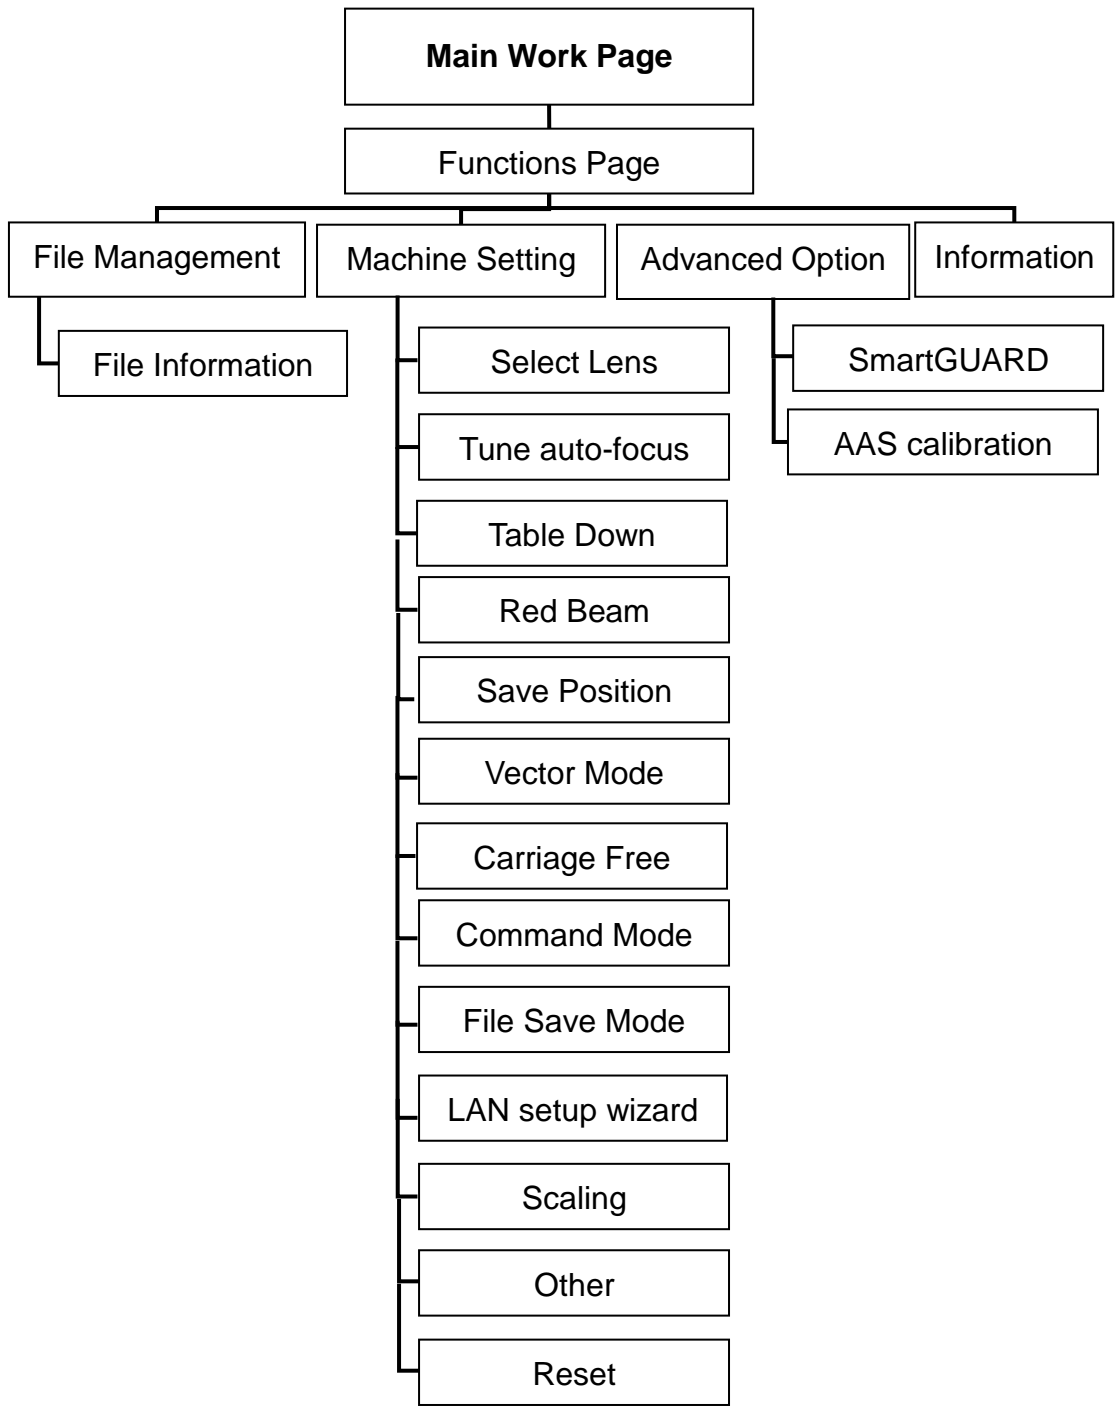 Main Work Page
Functions Page
File Management
Machine Setting
Advanced Option
Information
File Information
Select Lens
SmartGUARD
Tune auto-focus
AAS calibration
Table Down
Red Beam
Save Position
Vector Mode
Carriage Free
Command Mode
File Save Mode
LAN setup wizard
Scaling
Other
Reset